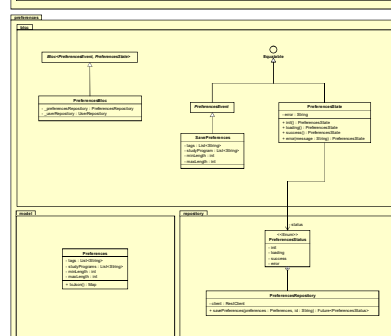 preferences
bloc
Bloc<PreferencesEvent, PreferencesState>
Equatable
PreferencesBloc
- _preferencesRepository : PreferencesRepository
- _userRepository : UserRepository
PreferencesEvent
PreferencesState
- error : String
+ init() : PreferencesState
+ loading() : PreferencesState
+ success() : PreferencesState
+ error(message : String) : PreferencesState
SavePreferences
- tags : List<String>
- studyProgram : List<String>
- minLength : int
- maxLength : int
model
repository
-status
<<Enum>>
PreferencesStatus
- init
- loading
- success
- error
Preferences
- tags : List<String>
- studyPrograms : List<String>
- minLength : int
- maxLength : int
+ toJson() : Map
PreferencesRepository
-client : RestClient
+ savePreferences(preferences : Preferences, id : String) : Future<PreferencesStatus>